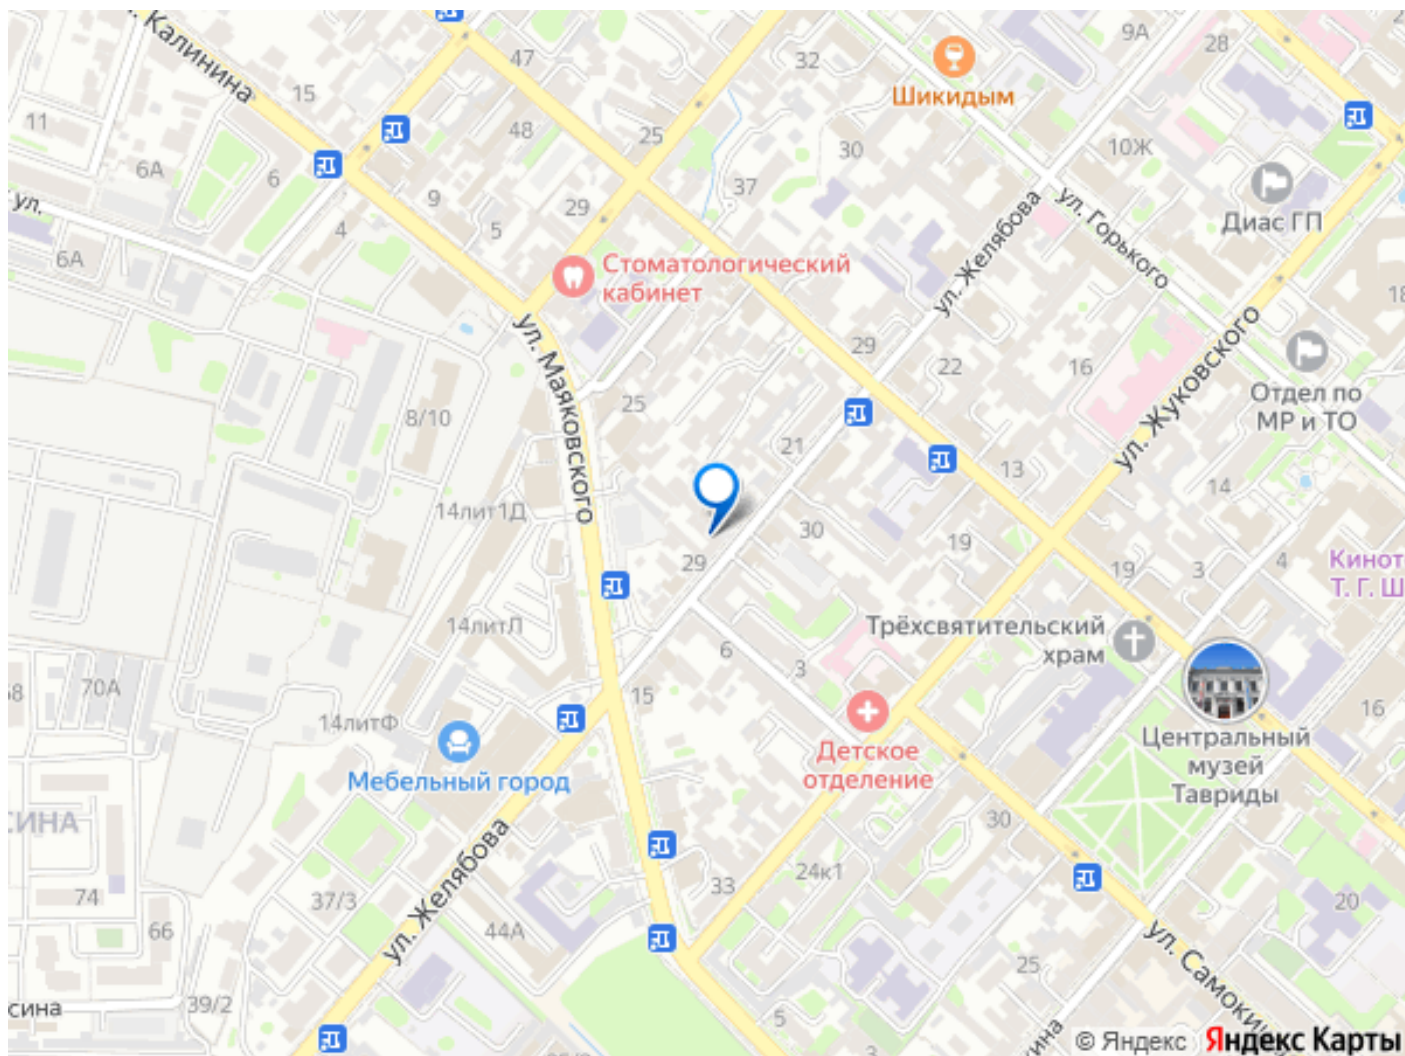 ул. Калинина
47
32
9А
28
Шикидым
15
11
48
25
30
10Ж
6А
6
9
29
5
37
ул.
4
6А
ул. Желябова
ул. Горького
Диас ГП
Стоматологический
кабинет
18
ул. Маяковского
29
22
16
ул. Жуковского
Отдел по
МР и ТО
25
8/10
21
13
14
14лит1Д
30
19
29
19
3
4
Кинот
Т. Г. Ш
14литЛ
6
3
Трёхсвятительский
храм
70А
14литФ
15
16
Мебельный город
Детское
отделение
Центральный
музей
Тавриды
СИНА
74
37/3
ул. Желябова
33
24к1
30
20
66
44А
39/2
сина
25
5
3
ул. Самоки
ина
© Яндекс
Яндекс Карты